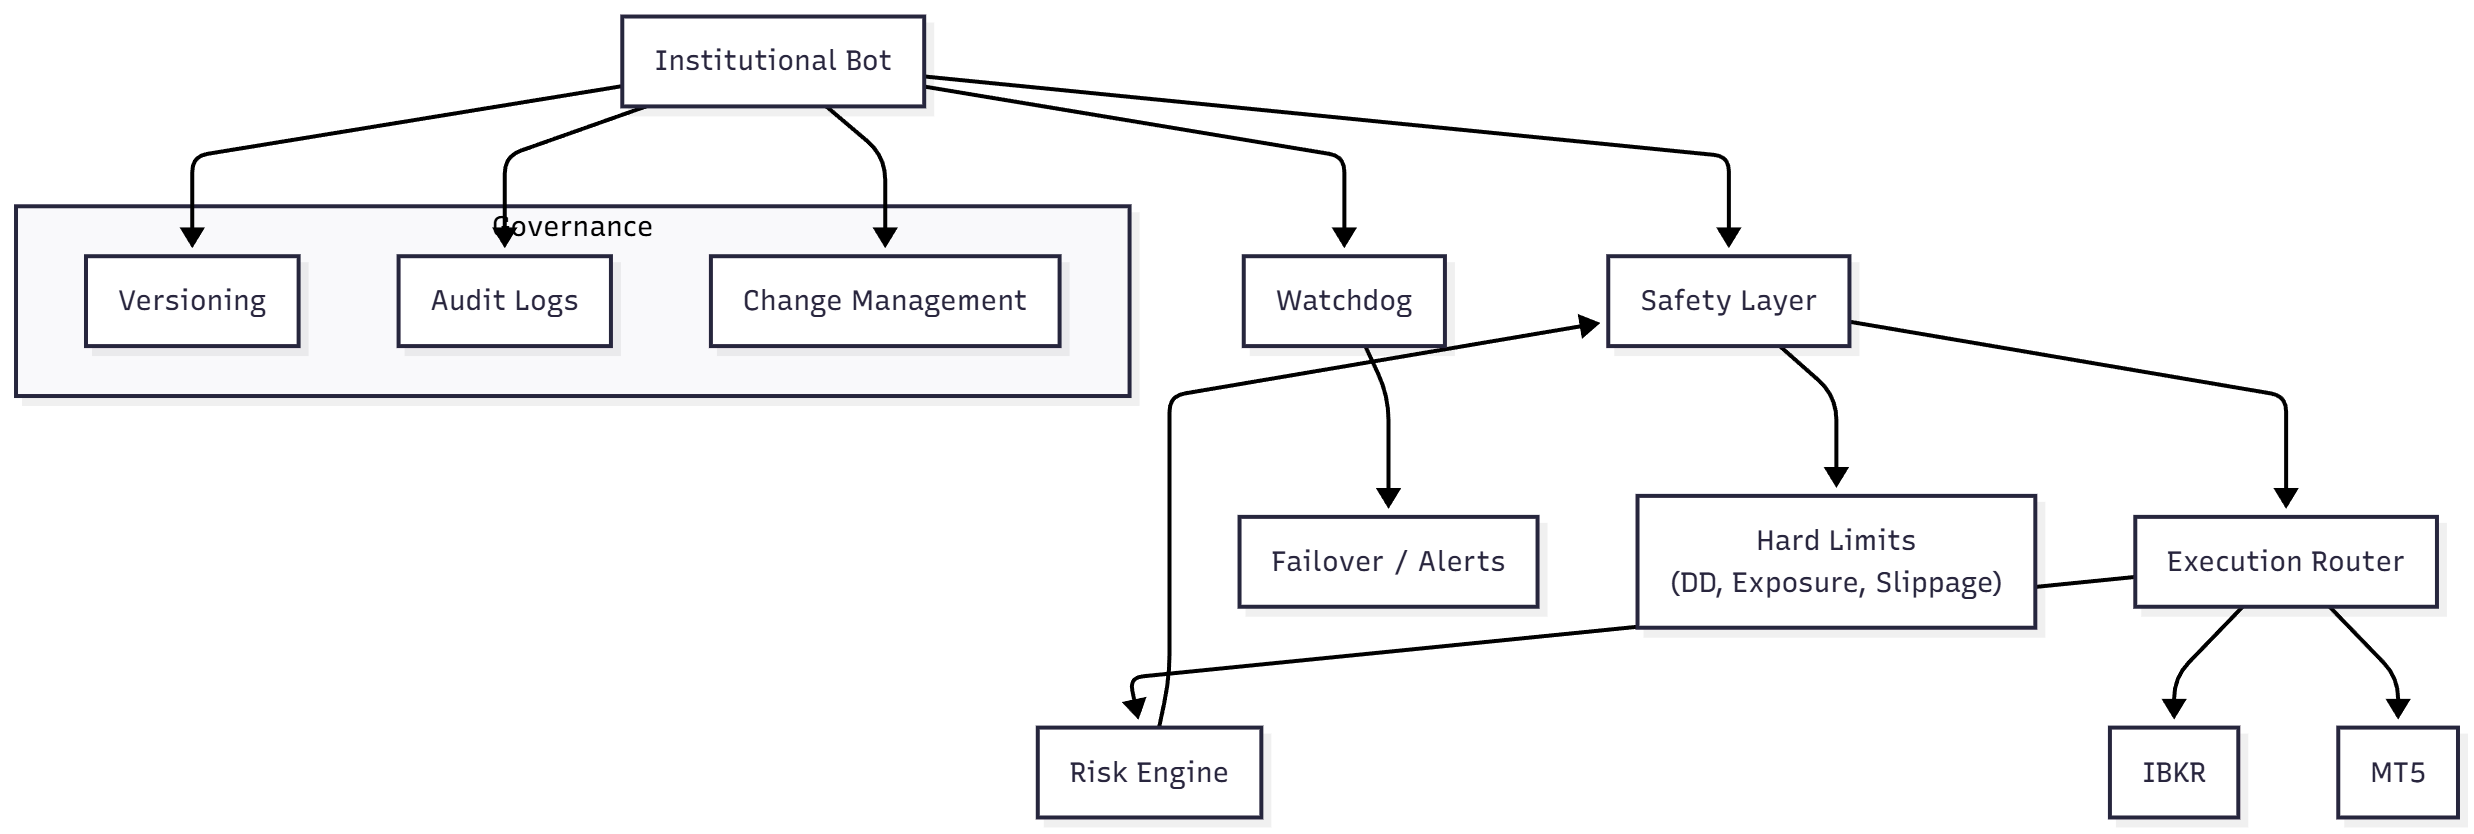 Institutional Bot
Governance
Versioning
Audit Logs
Change Management
Watchdog
Safety Layer
Failover / Alerts
Hard Limits
(DD, Exposure, Slippage)
Execution Router
Risk Engine
IBKR
MT5